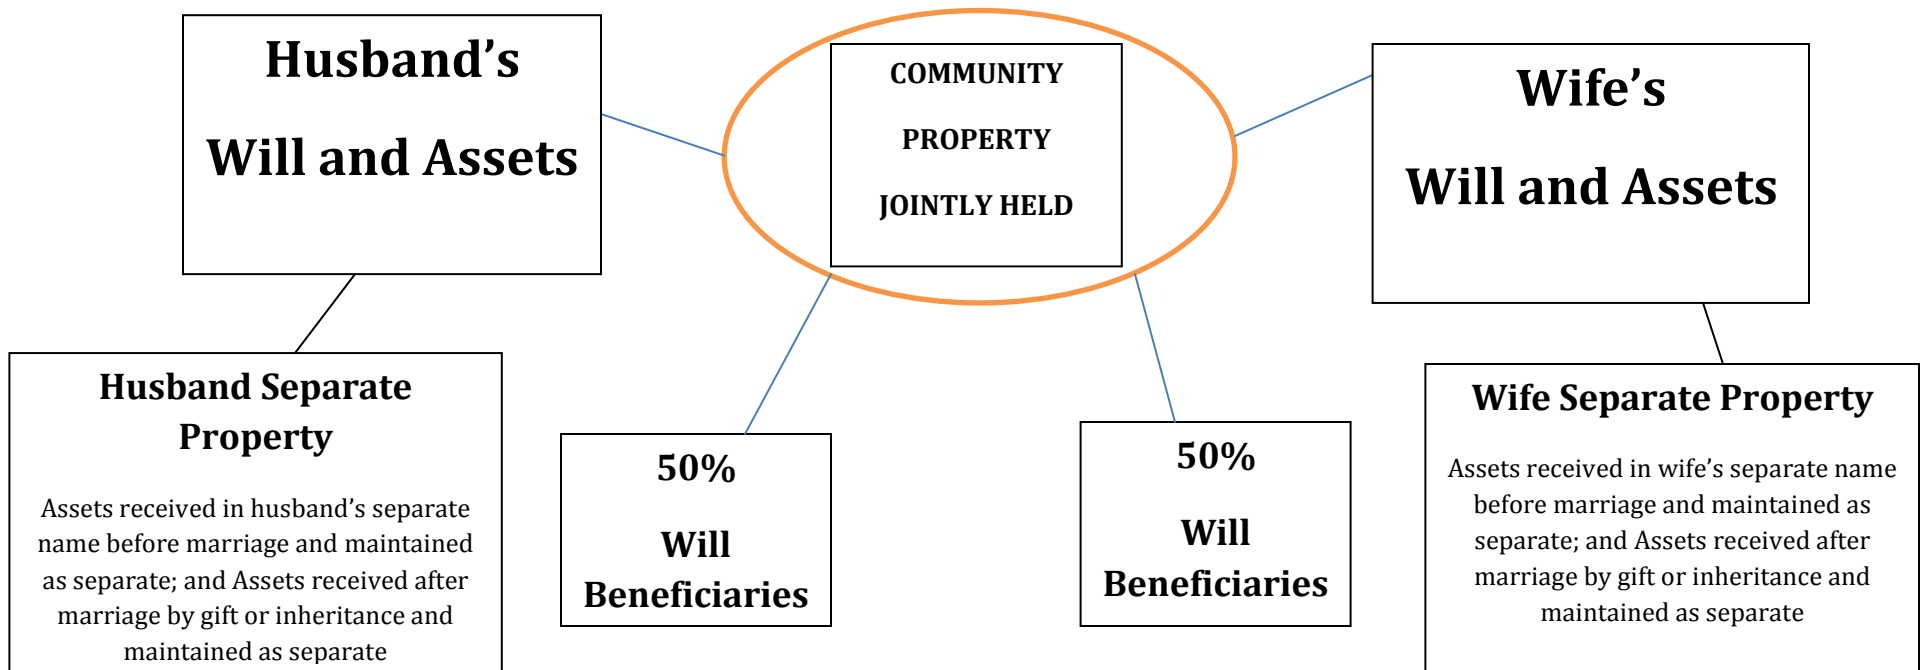 Husband’s
Will and Assets
COMMUNITY
PROPERTY
JOINTLY HELD
Wife’s
Will and Assets
Husband Separate
Property
Assets received in husband’s separate
name before marriage and maintained
as separate; and Assets received after
marriage by gift or inheritance and
maintained as separate
50%
Will
Beneficiaries
50%
Will
Beneficiaries
Wife Separate Property
Assets received in wife’s separate name
before marriage and maintained as
separate; and Assets received after
marriage by gift or inheritance and
maintained as separate